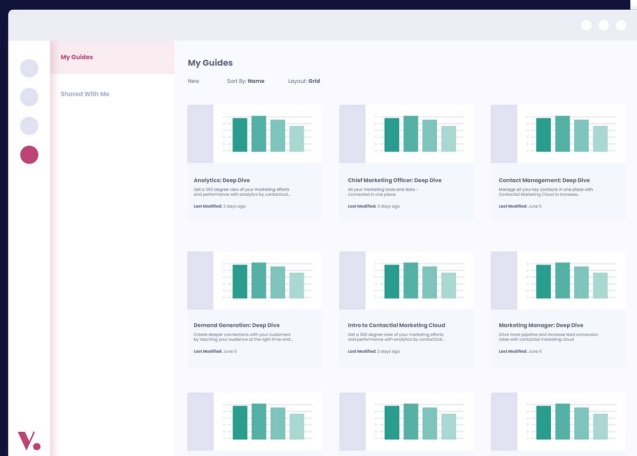 My Guides
Shared With Me
My Guides
New Sort By: Name Layout: Grid
Analytics: Deep Dive
Get a 360 degree view of your marketing efforts
and performance with analytics by contactical...
Last Modified: 2 days ago
Chief Marketing Officer: Deep Dive
All your marketing tools and data -
connected in one place.
Last Modified: 3 days ago
Contact Management: Deep Dive
Manage all your key contacts in one place with
Contactial Marketing Cloud to increase...
Last Modified: June 5
Demand Generation: Deep Dive
Create deeper connections with your customers
by reaching your audience at the right time and...
Last Modified: June 5
Intro to Contactial Marketing Cloud
Get a 360 degree view of your marketing efforts
and performance with analytics by contactical...
Last Modified: 2 days ago
Marketing Manager: Deep Dive
Drive more pipeline and increase lead conversion
rates with contactial marketing cloud
Last Modified: June 6
V.